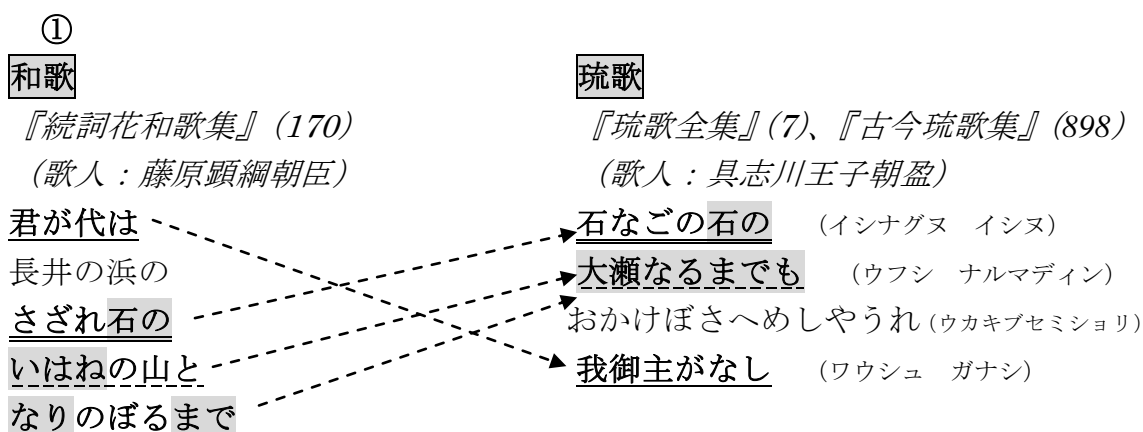 ①
和歌
『続詞花和歌集』(170)
（歌人：藤原顕綱朝臣）
君が代は
長井の浜の
さざれ石の
いはねの山と
なりのぼるまで
琉歌
『琉歌全集』(7)、『古今琉歌集』(898)
（歌人：具志川王子朝盈）
石なごの石の （イシナグヌ イシヌ）
大瀬なるまでも （ウフシ ナルマディン）
おかけぼさへめしやうれ（ウカキブセミショリ）
我御主がなし （ワウシュ ガナシ）